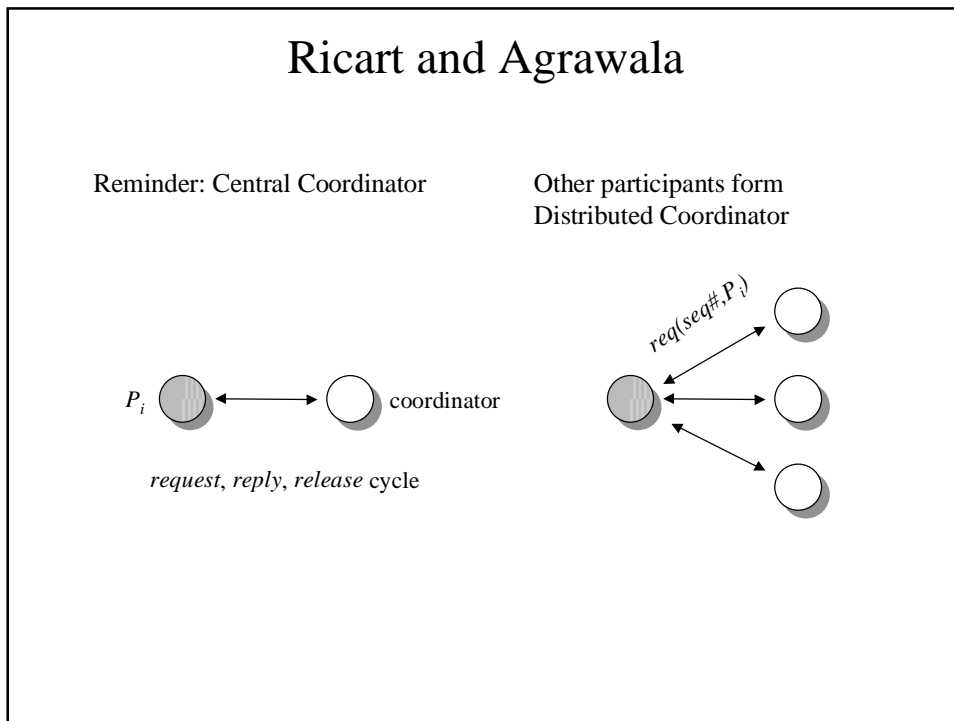 Ricart and Agrawala
Reminder: Central Coordinator
Other participants form
Distributed Coordinator
req(seq#,Pi)
Pi
coordinator
request, reply, release cycle